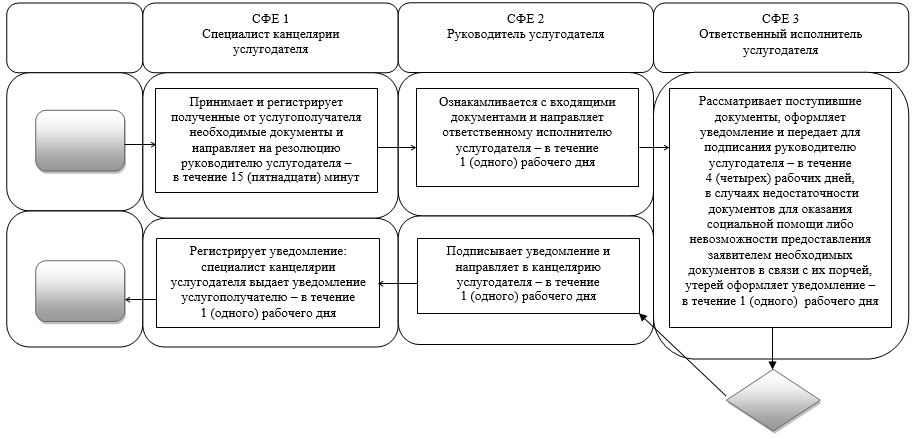 СФЕ 1
Специалист канцелярии
услугодателя
СФЕ 2
Руководитель услугодателя
СФЕ 3
Ответственный исполнитель
услугодателя
Принимает и регистрирует
полученные от услугополучателя
необходимые документы и
направляет на резолюцию
руководителю услугодателя –
в течение 15 (пятнадцати) минут
Ознакамливается с входящими
документами и направляет
ответственному исполнителю
услугодателя – в течение
1 (одного) рабочего дня
Рассматривает поступившие
документы, оформляет
уведомление и передает для
подписания руководителю
услугодателя – в течение
4 (четырех) рабочих дней,
в случаях недостаточности
документов для оказания
социальной помощи либо
невозможности предоставления
заявителем необходимых
документов в связи с их порчей,
утерей оформляет уведомление –
в течение 1 (одного) рабочего дня
Подписывает уведомление и
направляет в канцелярию
услугодателя – в течение
1 (одного) рабочего дня
Регистрирует уведомление:
специалист канцелярии
услугодателя выдает уведомление
услугополучателю – в течение
1 (одного) рабочего дня